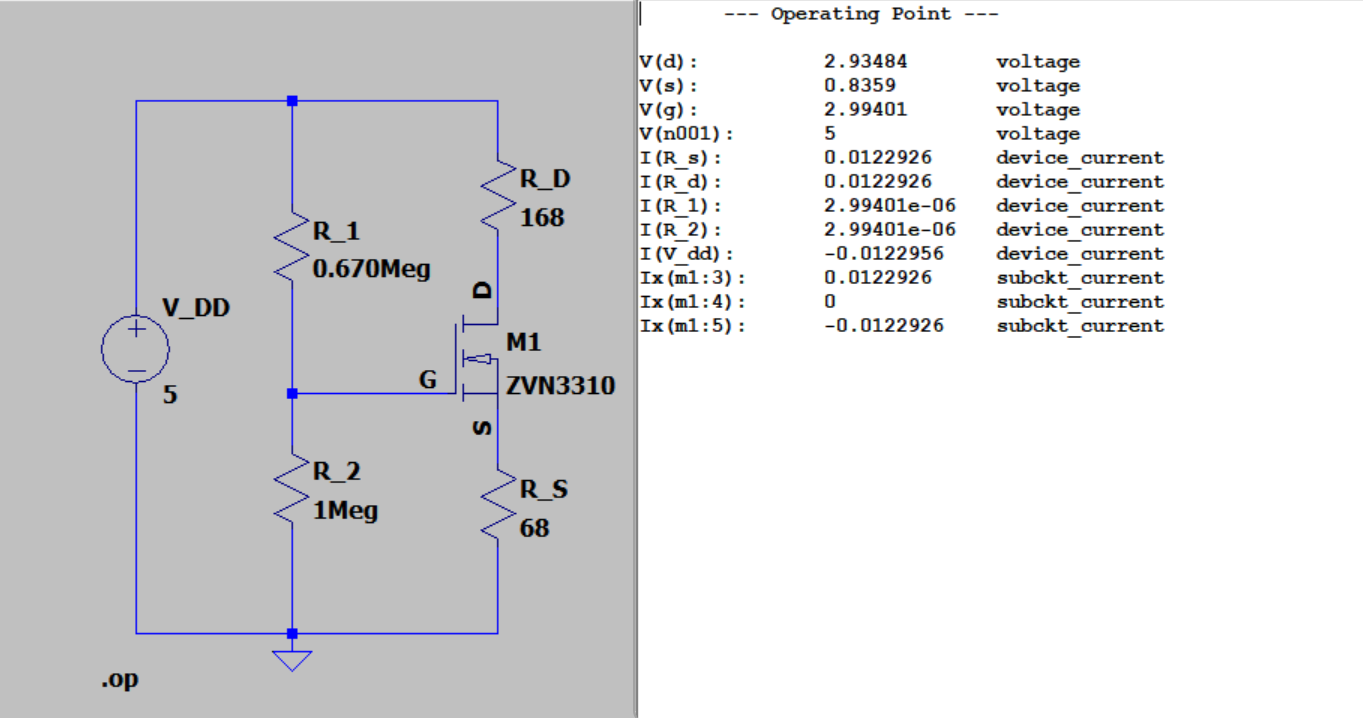 R_D
168
R_1
0.670Meg
D
V_DD
M1
G
ZVN3310
5
S
R_2
1Meg
R_S
68
.op
--- Operating Point ---
V(d): 2.93484 voltage
V(s): 0.8359 voltage
V(g): 2.99401 voltage
V(n001): 5 voltage
I(R_s): 0.0122926 device_current
I(R_d): 0.0122926 device_current
I(R_1): 2.99401e-06 device_current
I(R_2): 2.99401e-06 device_current
I(V_dd): -0.0122956 device_current
Ix(m1:3): 0.0122926 subckt_current
Ix(m1:4): 0 subckt_current
Ix(m1:5): -0.0122926 subckt_current